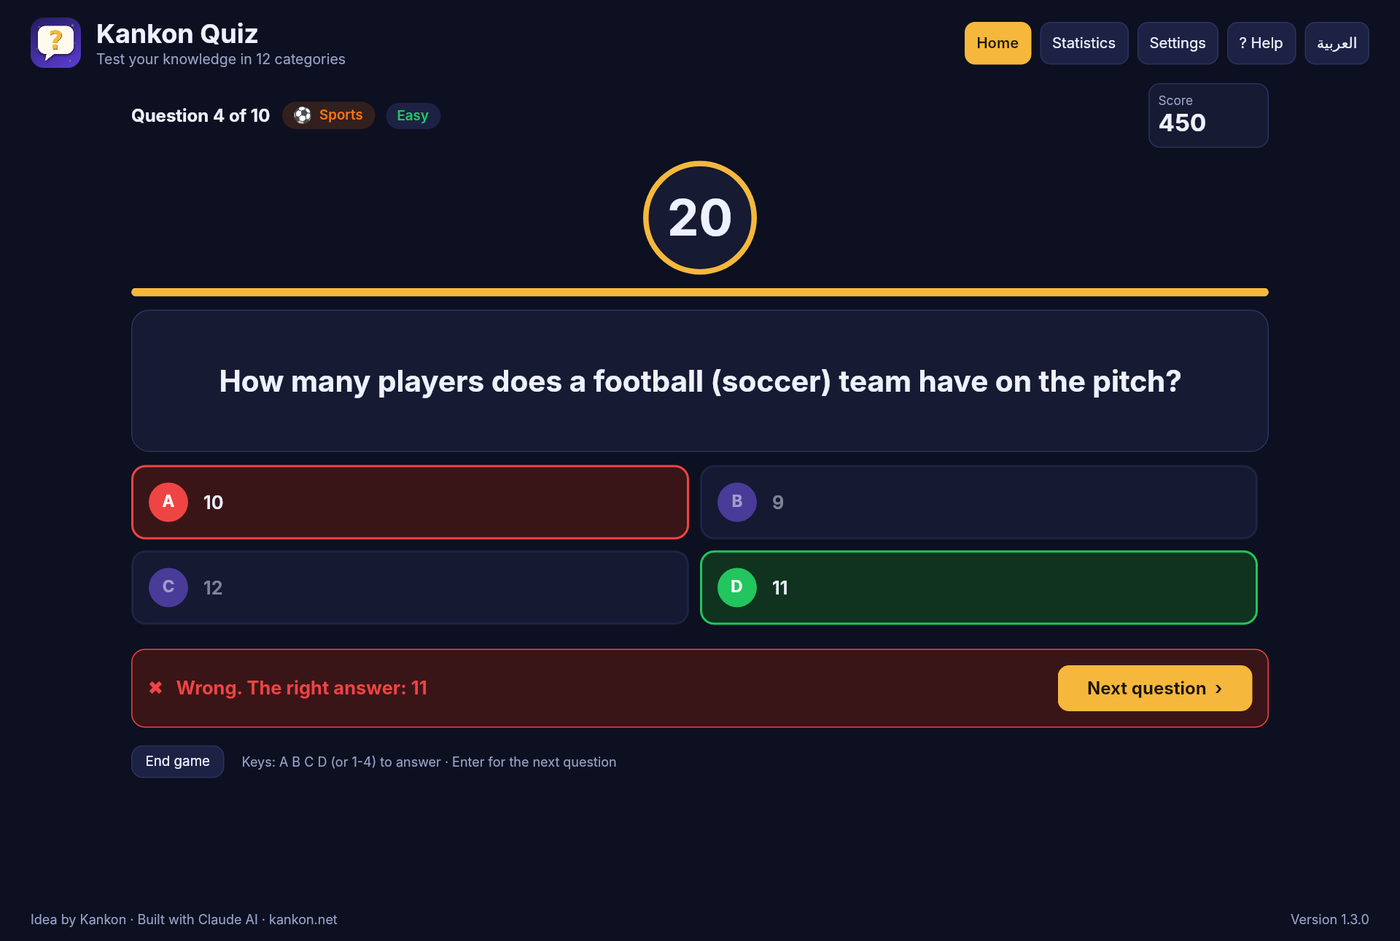 Kankon Quiz
Test your knowledge in 12 categories
Home
Statistics
Settings
? Help
العربية
Question 4 of 10
Sports
Easy
Score
450
20
How many players does a football (soccer) team have on the pitch?
A 10
B 9
C 12
D 11
✖ Wrong. The right answer: 11
Next question ›
End game
Keys: A B C D (or 1-4) to answer · Enter for the next question
Idea by Kankon · Built with Claude AI · kankon.net
Version 1.3.0